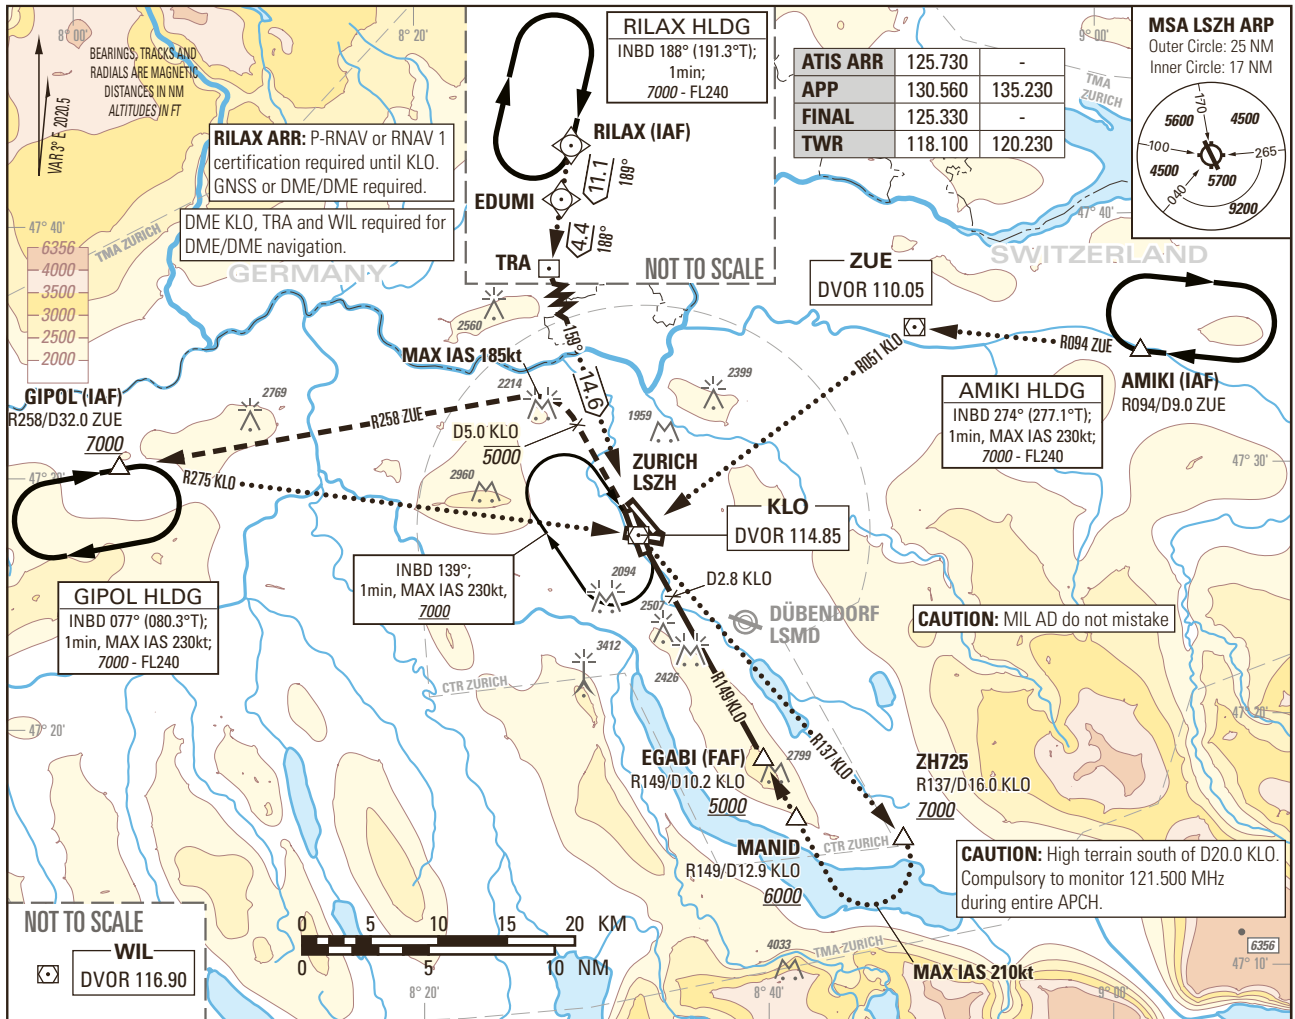 8° 00'
8° 20'
9° 00'
BEARINGS, TRACKS AND
RADIALS ARE MAGNETIC
DISTANCES IN NM
ALTITUDES IN FT
VAR 3° E 2020.5
RILAX HLDG
INBD 188° (191.3°T);
1min;
7000 - FL240
ATIS ARR 125.730 -
APP 130.560 135.230
FINAL 125.330 -
TWR 118.100 120.230
TMA
ZURICH
MSA LSZH ARP
Outer Circle: 25 NM
Inner Circle: 17 NM
170
5600
4500
100
265
4500
5700
040
9200
RILAX ARR: P-RNAV or RNAV 1
certification required until KLO.
GNSS or DME/DME required.
DME KLO, TRA and WIL required for
DME/DME navigation.
RILAX (IAF)
11.1
189°
EDUMI
4.4
188°
TRA
NOT TO SCALE
47° 40'
47° 40'
TMA ZURICH
GERMANY
SWITZERLAND
6356
4000
3500
3000
2500
2000
ZUE
DVOR 110.05
2560
159°
MAX IAS 185kt
R051 KLO
R094 ZUE
AMIKI (IAF)
R094/D9.0 ZUE
AMIKI HLDG
INBD 274° (277.1°T);
1min, MAX IAS 230kt;
7000 - FL240
GIPOL (IAF)
R258/D32.0 ZUE
7000
2769
2214
14.6
2399
1959
R258 ZUE
D5.0 KLO
5000
47° 20'
47° 30'
R275 KLO
2960
ZURICH
LSZH
KLO
DVOR 114.85
INBD 139°;
1min, MAX IAS 230kt,
7000
2094
D2.8 KLO
2507
DÜBENDORF
LSMD
CAUTION: MIL AD do not mistake
GIPOL HLDG
INBD 077° (080.3°T);
1min, MAX IAS 230kt;
7000 - FL240
3412
2426
CTR ZURICH
R149 KLO
47° 20'
47° 20'
R137 KLO
EGABI (FAF)
R149/D10.2 KLO
5000
2799
ZH725
R137/D16.0 KLO
7000
MANID
R149/D12.9 KLO
6000
CTR ZURICH
CAUTION: High terrain south of D20.0 KLO.
Compulsory to monitor 121.500 MHz
during entire APCH.
NOT TO SCALE
WIL
DVOR 116.90
0 5 10 15 20 KM
0 5 10 NM
4033
TMA ZURICH
MAX IAS 210kt
6356
47° 10'
8° 20'
8° 40'
9° 00'